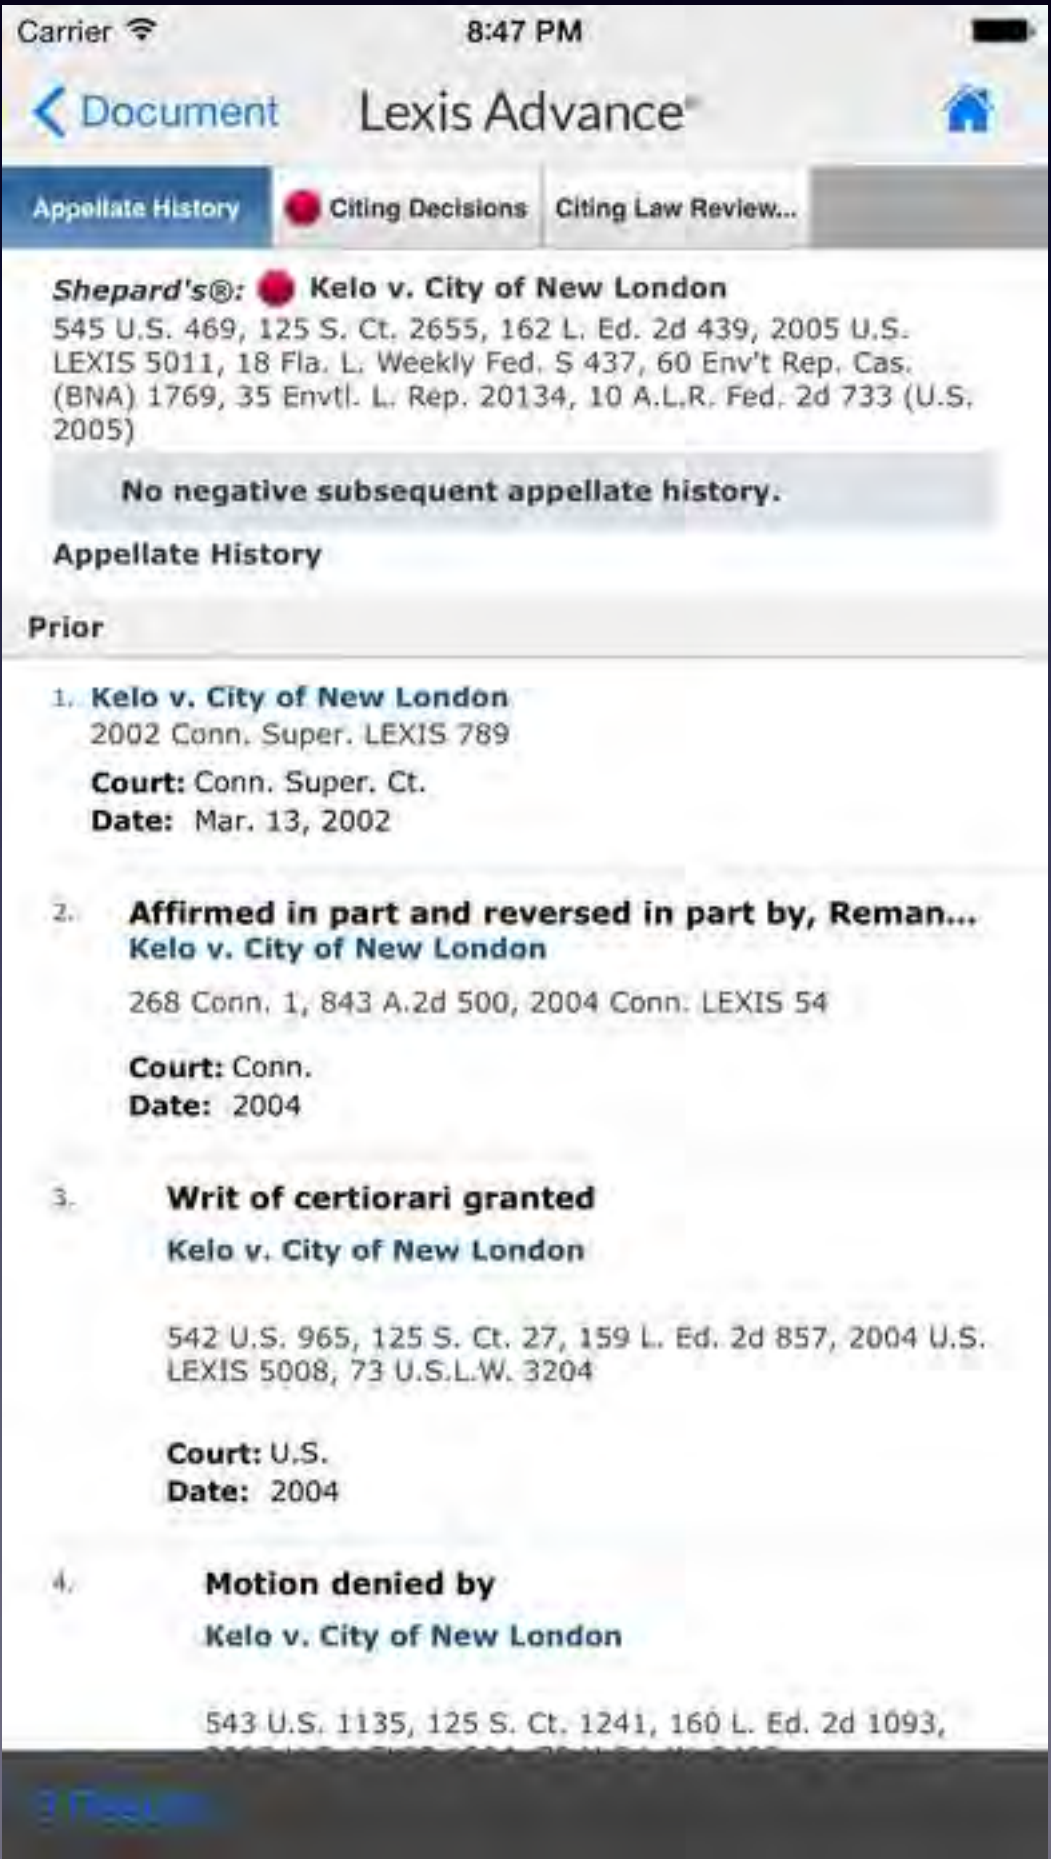 Carrier 8:47 PM
Document Lexis Advance®
Appellate History Citing Decisions Citing Law Review...
Shepard's®: Kelo v. City of New London
545 U.S. 469, 125 S. Ct. 2655, 162 L. Ed. 2d 439, 2005 U.S.
LEXIS 5011, 18 Fla. L. Weekly Fed. S 437, 60 Env't Rep. Cas.
(BNA) 1769, 35 Envtl. L. Rep. 20134, 10 A.L.R. Fed. 2d 733 (U.S.
2005)
No negative subsequent appellate history.
Appellate History
Prior
1. Kelo v. City of New London
2002 Conn. Super. LEXIS 789
Court: Conn. Super. Ct.
Date: Mar. 13, 2002
2. Affirmed in part and reversed in part by, Reman...
Kelo v. City of New London
268 Conn. 1, 843 A.2d 500, 2004 Conn. LEXIS 54
Court: Conn.
Date: 2004
3. Writ of certiorari granted
Kelo v. City of New London
542 U.S. 965, 125 S. Ct. 27, 159 L. Ed. 2d 857, 2004 U.S.
LEXIS 5008, 73 U.S.L.W. 3204
Court: U.S.
Date: 2004
4. Motion denied by
Kelo v. City of New London
543 U.S. 1135, 125 S. Ct. 1241, 160 L. Ed. 2d 1093,